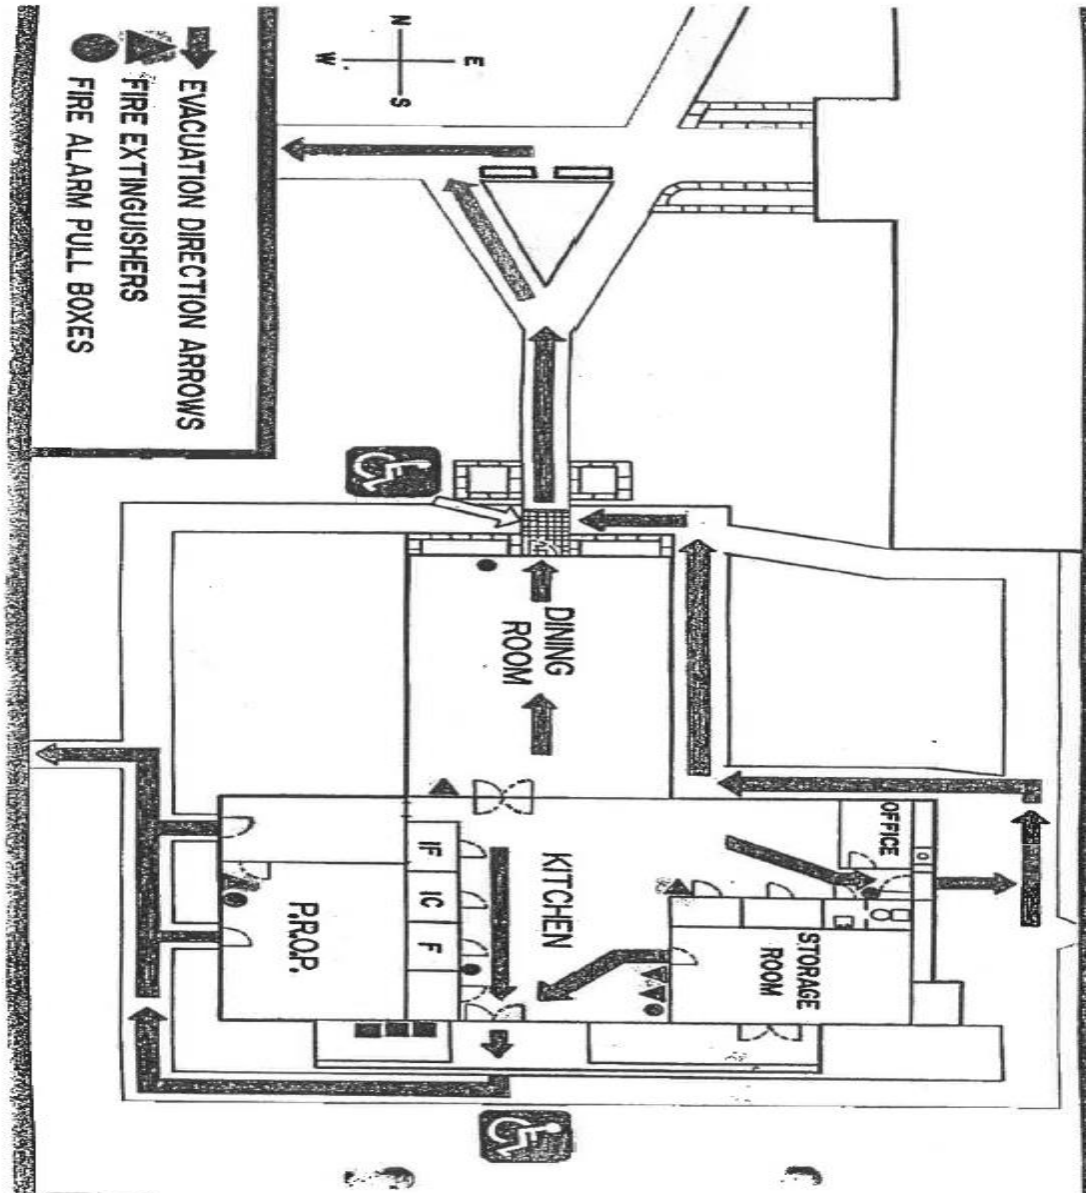 N
W E
S
EVACUATION DIRECTION ARROWS
FIRE EXTINGUISHERS
FIRE ALARM PULL BOXES
DINING
ROOM
OFFICE
KITCHEN
IF
IC
F
STORAGE
ROOM
P.R.O.P.